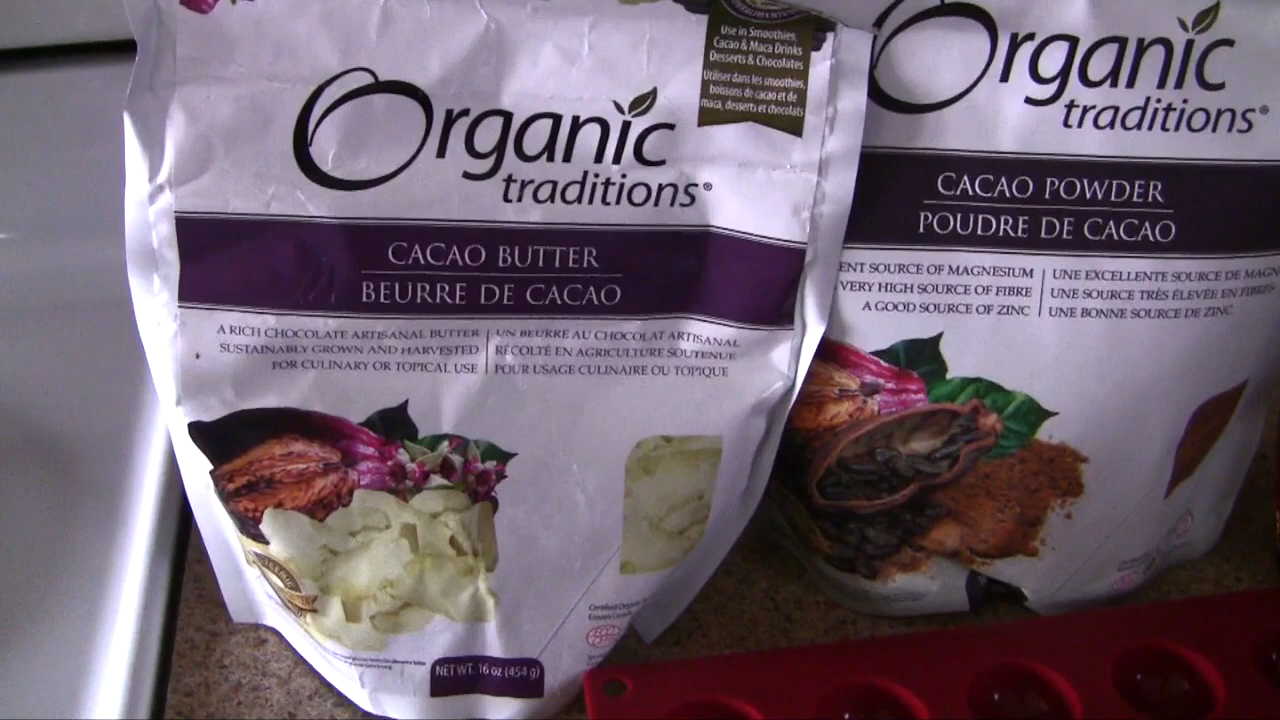 Use in Smoothies,
Cacao & Maca Drinks
Desserts & Chocolates
Utiliser dans les smoothies,
boissons de cacao et de
maca, desserts et chocolats
Organic
traditions®
CACAO BUTTER
BEURRE DE CACAO
A RICH CHOCOLATE ARTISANAL BUTTER
SUSTAINABLY GROWN AND HARVESTED
FOR CULINARY OR TOPICAL USE
UN BEURRE AU CHOCOLAT ARTISANAL
RÉCOLTÉ EN AGRICULTURE SOUTENUE
POUR USAGE CULINAIRE OU TOPIQUE
Certified Organic
NET WT. 16 oz (454 g)
Organic
traditions®
CACAO POWDER
POUDRE DE CACAO
ENT SOURCE OF MAGNESIUM
VERY HIGH SOURCE OF FIBRE
A GOOD SOURCE OF ZINC
UNE EXCELLENTE SOURCE DE MAGN
UNE SOURCE TRÈS ÉLEVÉE EN FIBRES
UNE BONNE SOURCE DE ZINC